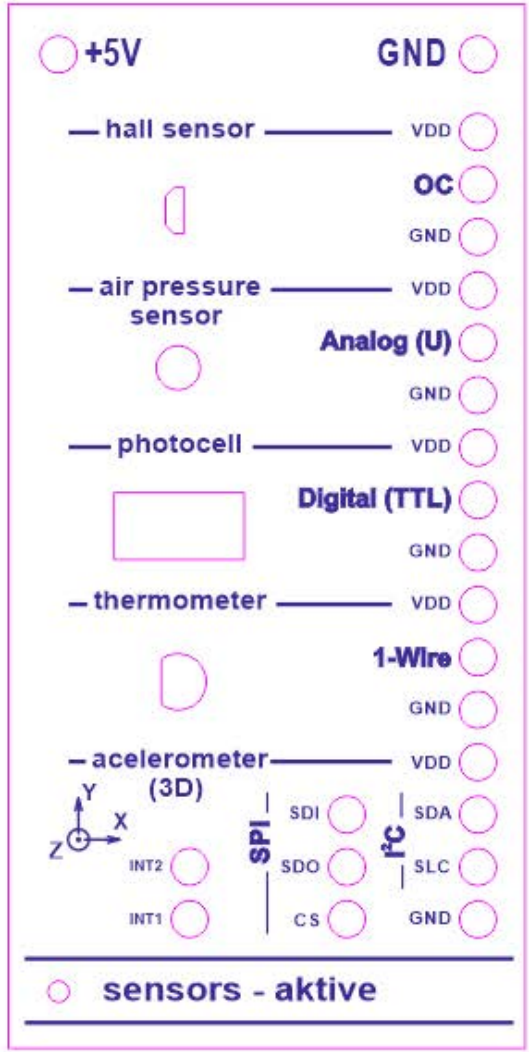 +5V GND
hall sensor VDD
OC
GND
air pressure VDD
sensor
Analog (U)
GND
photocell VDD
Digital (TTL)
GND
thermometer VDD
1-Wire
GND
acelerometer VDD
(3D)
Y
X
Z
INT2
INT1
SPI
SDI
SDO
CS
I²C
SDA
SLC
GND
sensors - aktive